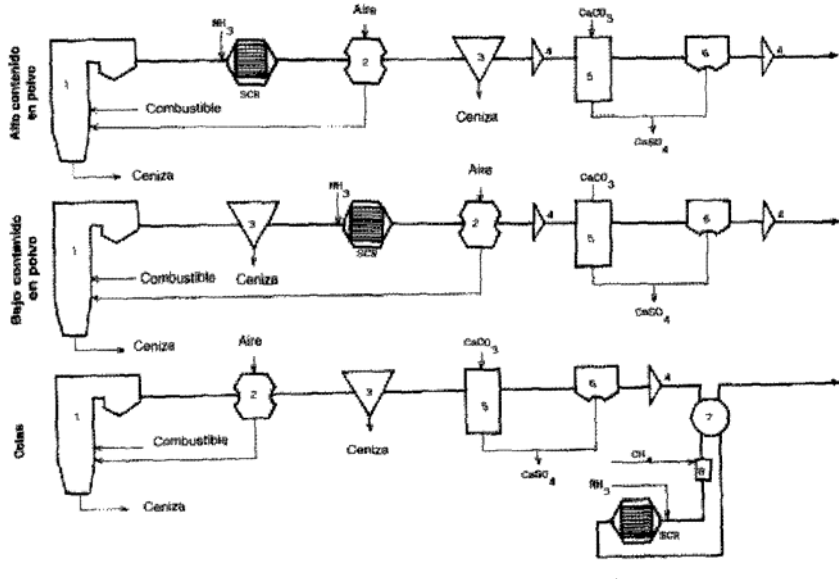 Alto contenido
en polvo
NH3
SCR
Aire
CaCO3
1
2
3
4
5
6
4
Combustible
Ceniza
Ceniza
CaSO4
Bajo contenido
en polvo
NH3
SCR
Aire
CaCO3
1
3
2
4
5
6
4
Combustible
Ceniza
Ceniza
CaSO4
Colas
Aire
CaCO3
1
2
3
5
6
4
7
Combustible
Ceniza
Ceniza
CaSO4
CH4
8
NH3
SCR